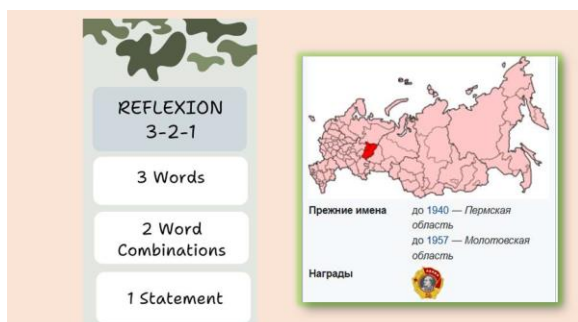 REFLEXION
3-2-1
3 Words
2 Word
Combinations
1 Statement
Прежние имена
до 1940 — Пермская
область
до 1957 — Молотовская
область
Награды